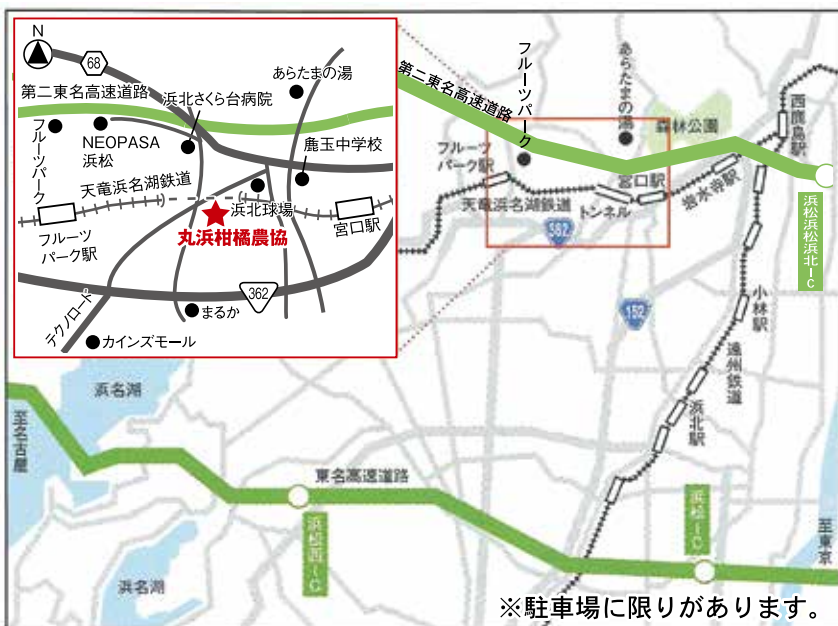 N
68
あらたまの湯
第二東名高速道路
浜北さくら台病院
フルーツパーク
NEOPASA
浜松
麁玉中学校
天竜浜名湖鉄道
浜北球場
フルーツ
パーク駅
宮口駅
丸浜柑橘農協
362
テクノロード
まるか
カインズモール
第二東名高速道路
フルーツパーク
あらたまの湯
森林公園
西鹿島駅
フルーツ
パーク駅
宮口駅
岩水寺駅
天竜浜名湖鉄道
トンネル
浜松浜松浜北IC
152
小林駅
遠州鉄道
浜北駅
浜名湖
至名古屋
東名高速道路
浜松西IC
浜松IC
至東京
浜名湖
※駐車場に限りがあります。